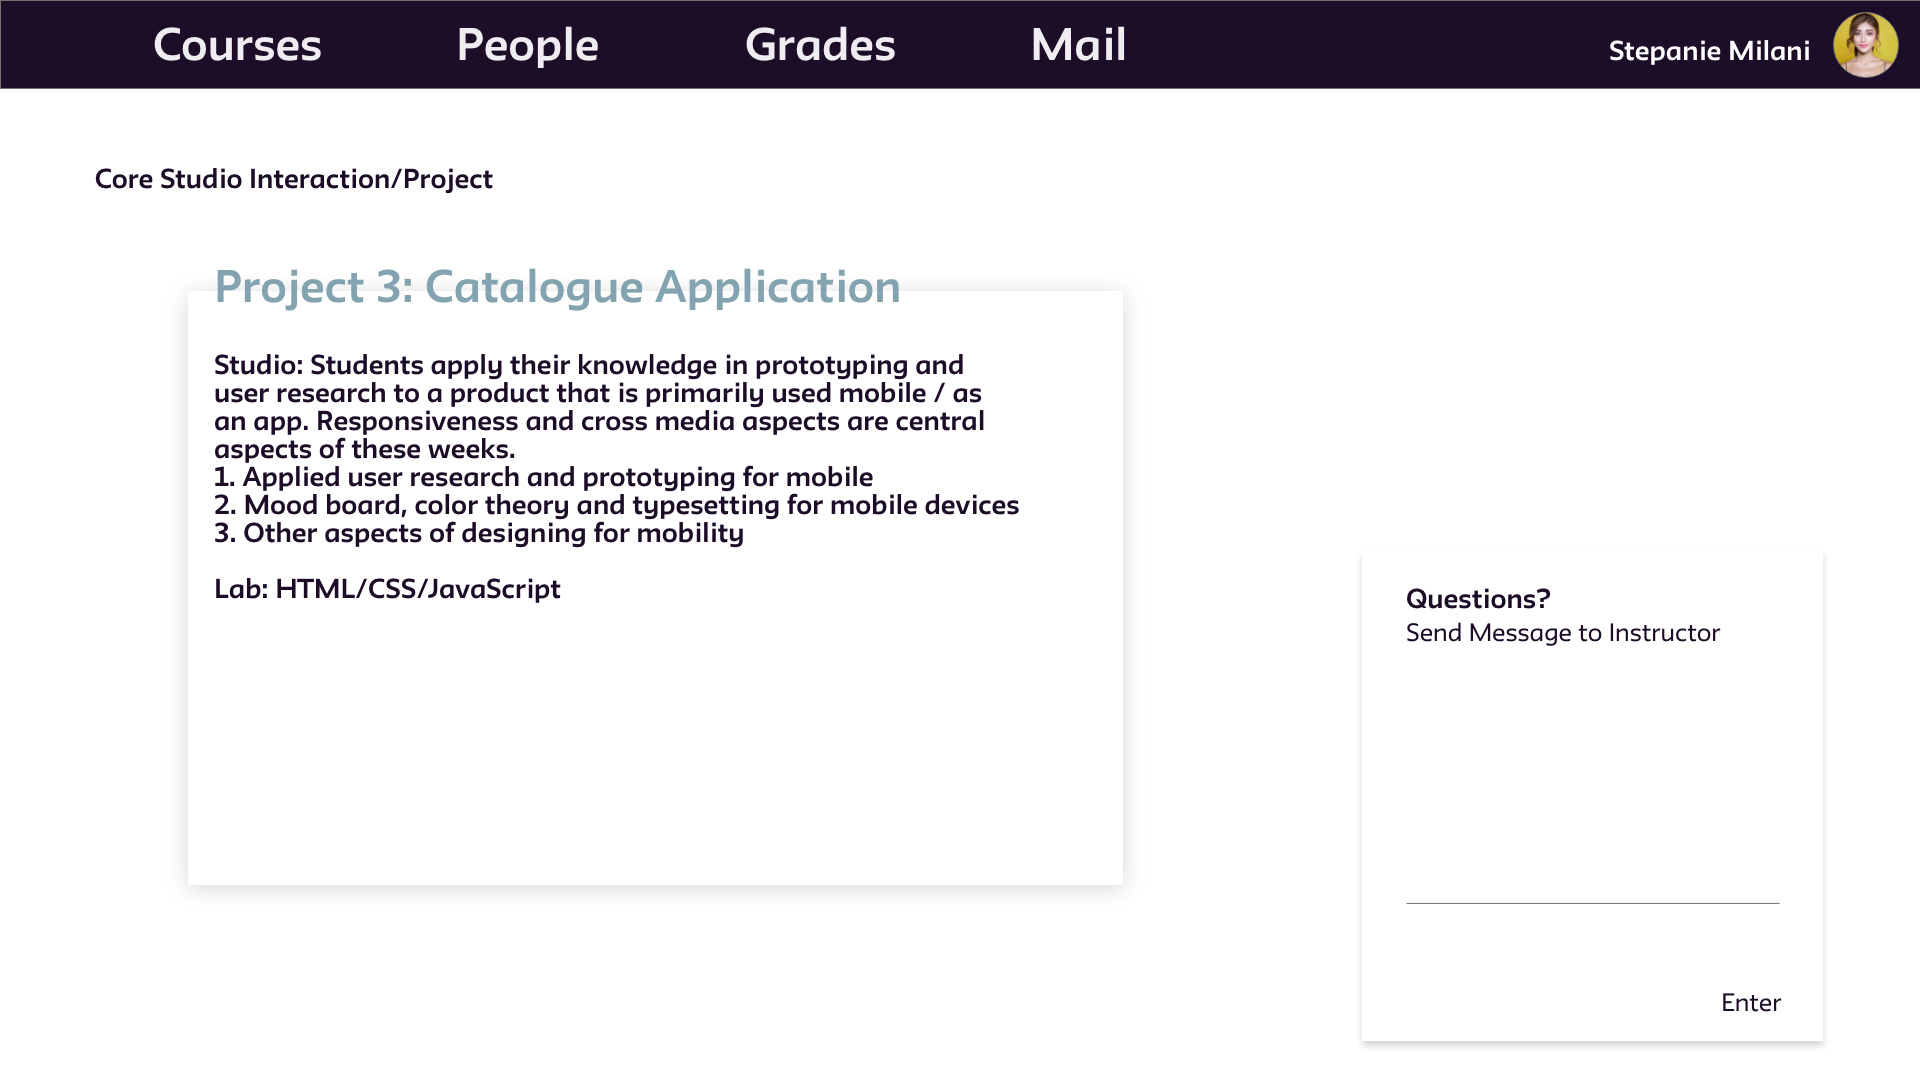 Courses People Grades Mail Stepanie Milani
Core Studio Interaction/Project
Project 3: Catalogue Application
Studio: Students apply their knowledge in prototyping and
user research to a product that is primarily used mobile / as
an app. Responsiveness and cross media aspects are central
aspects of these weeks.
1. Applied user research and prototyping for mobile
2. Mood board, color theory and typesetting for mobile devices
3. Other aspects of designing for mobility
Lab: HTML/CSS/JavaScript
Questions?
Send Message to Instructor
Enter